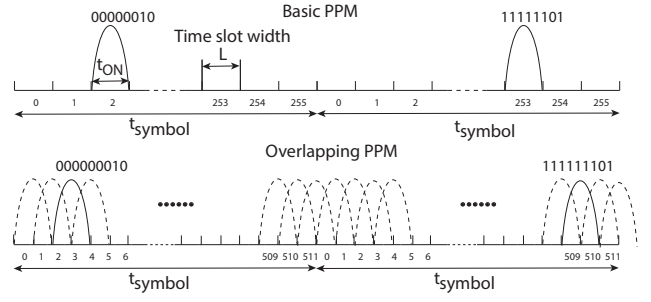 Basic PPM
00000010 11111101
Time slot width
L
tON
0 1 2 253 254 255 0 1 2 253 254 255
tsymbol tsymbol
Overlapping PPM
000000010 111111101
0 1 2 3 4 5 6 509 510 511 0 1 2 3 4 5 6 509 510 511
tsymbol tsymbol